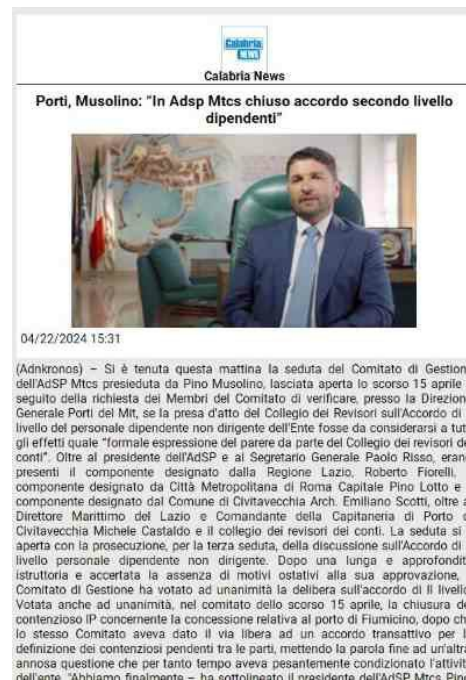 Calabria
NEWS
Calabria News
Porti, Musolino: “In Adsp Mtcs chiuso accordo secondo livello
dipendenti”
04/22/2024 15:31
(Adnkronos) – Si è tenuta questa mattina la seduta del Comitato di Gestion
dell'AdSP Mtcs presieduta da Pino Musolino, lasciata aperta lo scorso 15 aprile
seguito della richiesta dei Membri del Comitato di verificare, presso la Direzion
Generale Porti del Mit, se la presa d'atto del Collegio dei Revisori sull'Accordo di
livello del personale dipendente non dirigente dell'Ente fosse da considerarsi a tut
gli effetti quale “formale espressione del parere da parte del Collegio dei revisori de
conti”. Oltre al presidente dell'AdSP e al Segretario Generale Paolo Risso, eran
presenti il componente designato dalla Regione Lazio, Roberto Fiorelli,
componente designato da Città Metropolitana di Roma Capitale Pino Lotto e
componente designato dal Comune di Civitavecchia Arch. Emiliano Scotti, oltre a
Direttore Marittimo del Lazio e Comandante della Capitaneria di Porto d
Civitavecchia Michele Castaldo e il collegio dei revisori dei conti. La seduta si
aperta con la prosecuzione, per la terza seduta, della discussione sull'Accordo di
livello personale dipendente non dirigente. Dopo una lunga e approfondit
istruttoria e accertata la assenza di motivi ostativi alla sua approvazione,
Comitato di Gestione ha votato ad unanimità la delibera sull'accordo di II livello
Votata anche ad unanimità, nel comitato dello scorso 15 aprile, la chiusura de
contenzioso IP concernente la concessione relativa al porto di Fiumicino, dopo ch
lo stesso Comitato aveva dato il via libera ad un accordo transattivo per l
definizione dei contenziosi pendenti tra le parti, mettendo la parola fine ad un'altr
annosa questione che per tanto tempo aveva pesantemente condizionato l'attivit
dell'ente. “Abbiamo finalmente – ha sottolineato il presidente dell'AdSP Mtcs Pino